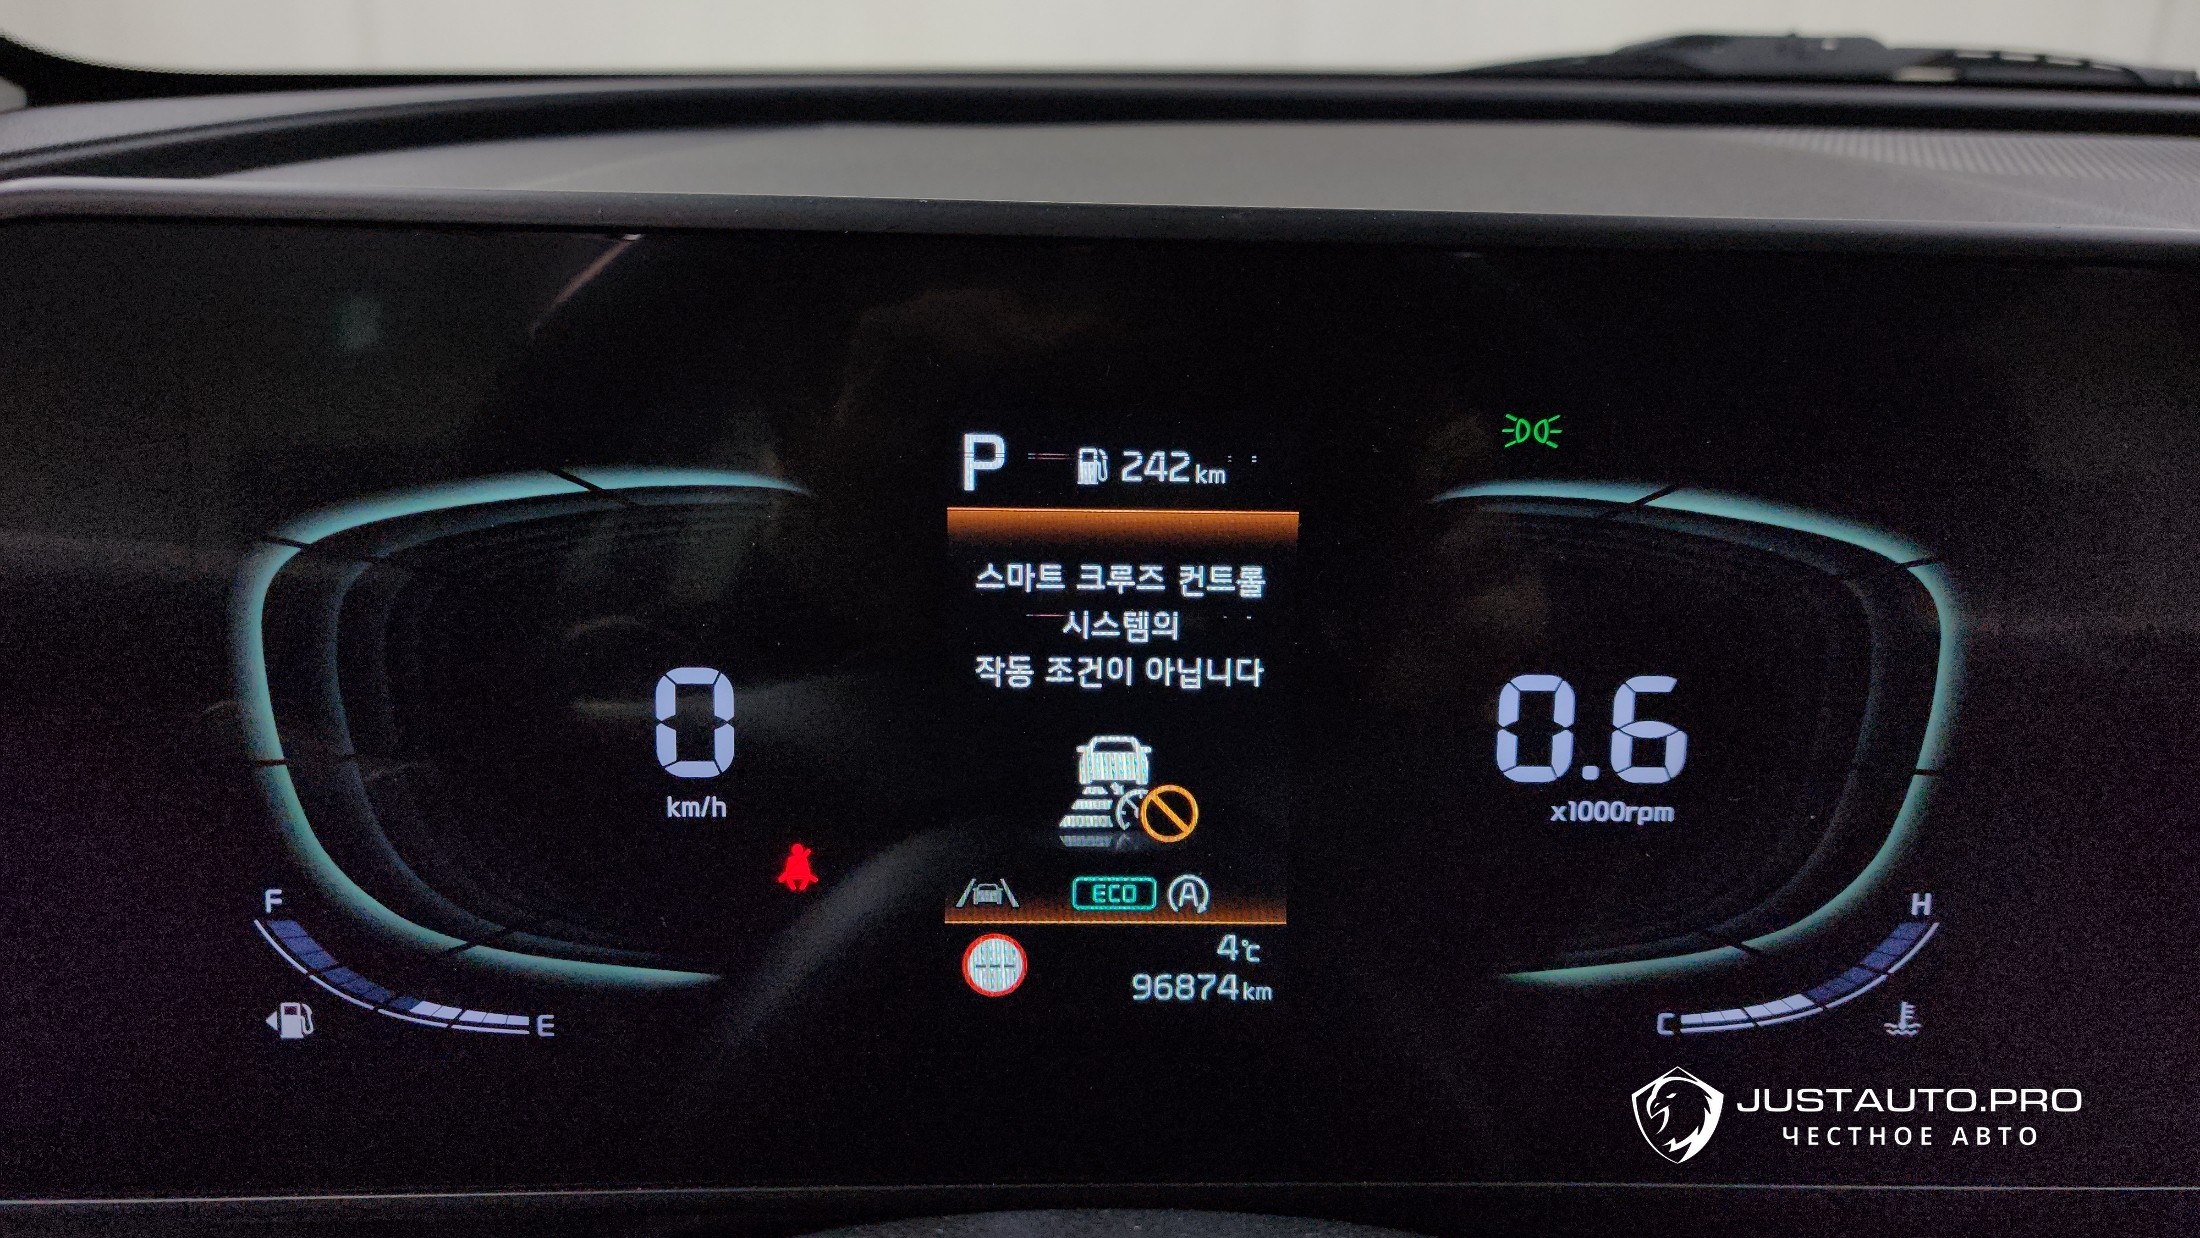 P 242km
스마트 크루즈 컨트롤
시스템의
작동 조건이 아닙니다
0
km/h
0.6
x1000rpm
ECO A
F
E
4℃
96874km
H
C
JUSTAUTO.PRO
ЧЕСТНОЕ АВТО